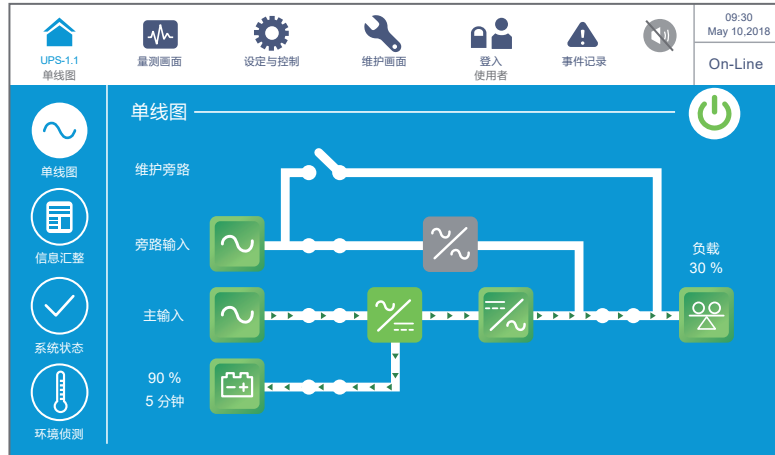 09:30
May 10,2018
On-Line
UPS-1.1
单线图
量测画面
设定与控制
维护画面
登入
使用者
事件记录
单线图
单线图
信息汇整
系统状态
环境侦测
维护旁路
旁路输入
主输入
90 %
5 分钟
负载
30 %